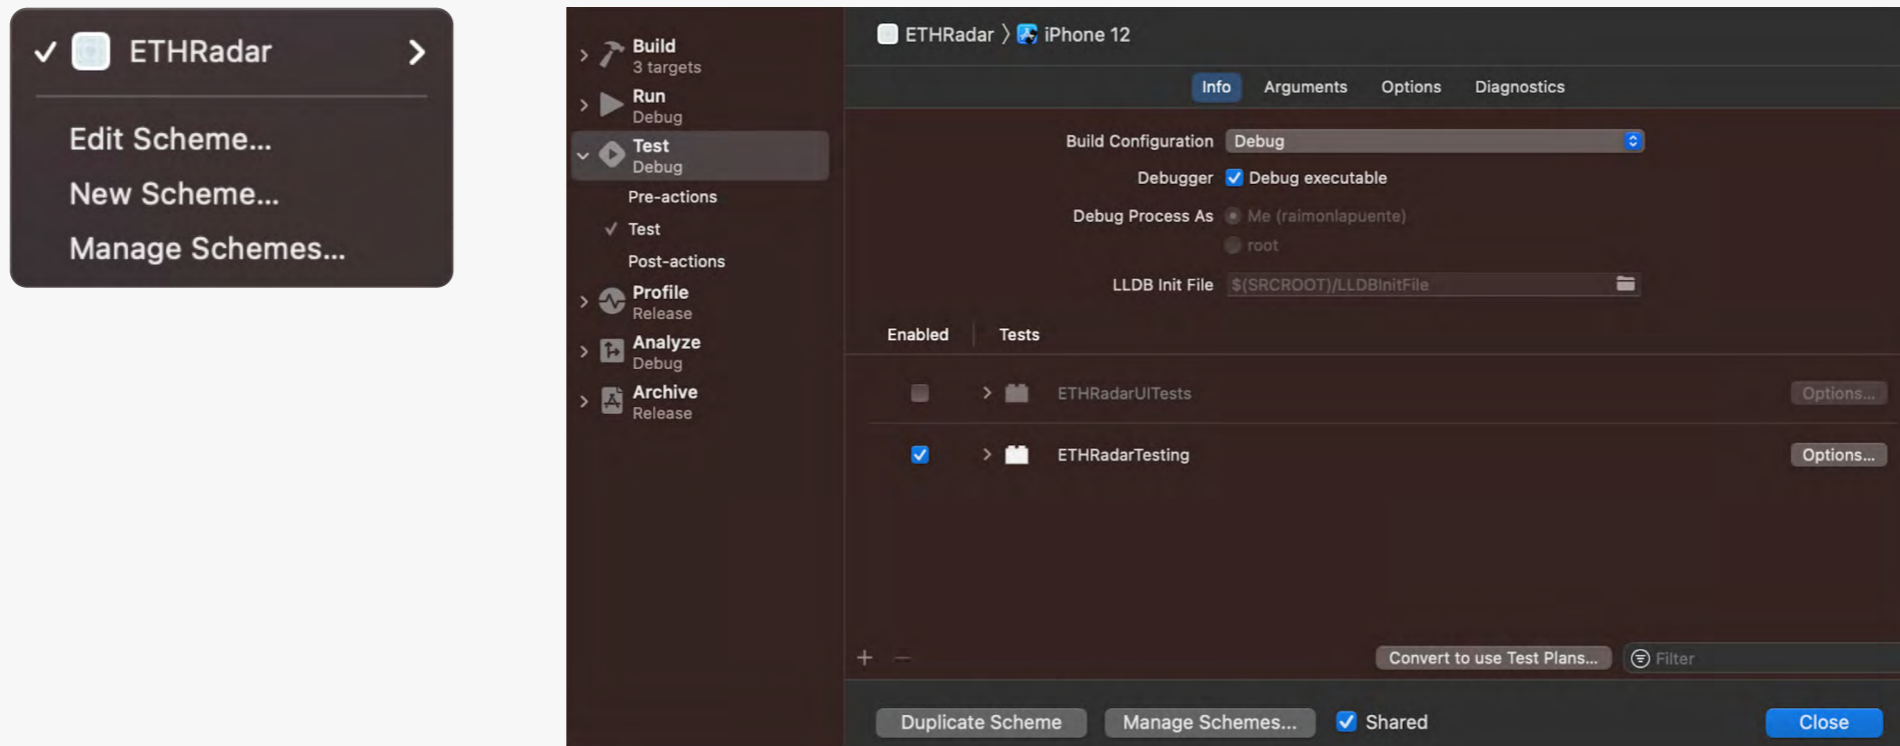 ETHRadar
Edit Scheme...
New Scheme...
Manage Schemes...
Build
3 targets
Run
Debug
Test
Debug
Pre-actions
Test
Post-actions
Profile
Release
Analyze
Debug
Archive
Release
ETHRadar iPhone 12
Info Arguments Options Diagnostics
Build Configuration Debug
Debugger Debug executable
Debug Process As Me (raimonlapuente)
root
LLDB Init File $(SRCROOT)/LLDBInitFile
Enabled Tests
ETHRadarUITests Options...
ETHRadarTesting Options...
Convert to use Test Plans... Filter
Duplicate Scheme Manage Schemes... Shared Close